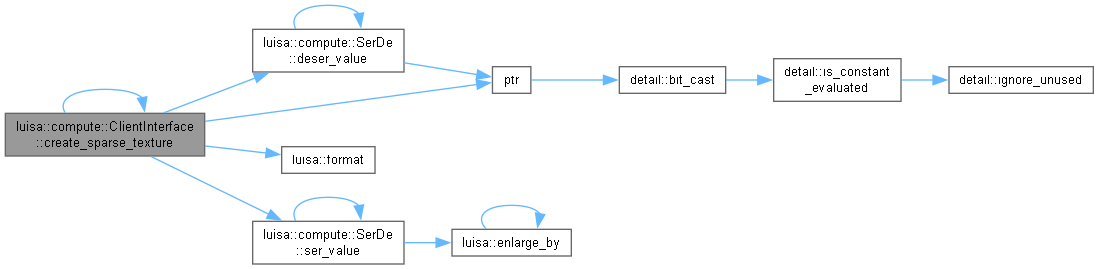 luisa::compute::SerDe
::deser_value
ptr
detail::bit_cast
detail::is_constant
_evaluated
detail::ignore_unused
luisa::compute::ClientInterface
::create_sparse_texture
luisa::format
luisa::compute::SerDe
::ser_value
luisa::enlarge_by